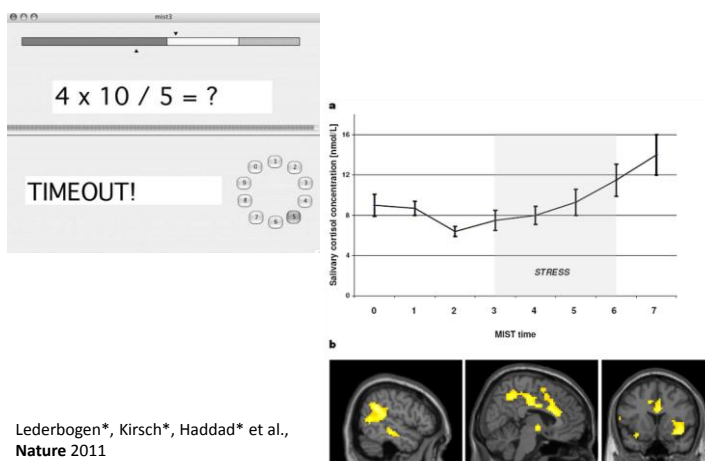 mist3
4 x 10 / 5 = ?
TIMEOUT!
0
1
2
3
4
5
6
7
8
9
a
Salivary cortisol concentration [nmol/L]
16
12
8
4
0
STRESS
0 1 2 3 4 5 6 7
MIST time
b
Lederbogen*, Kirsch*, Haddad* et al.,
Nature 2011